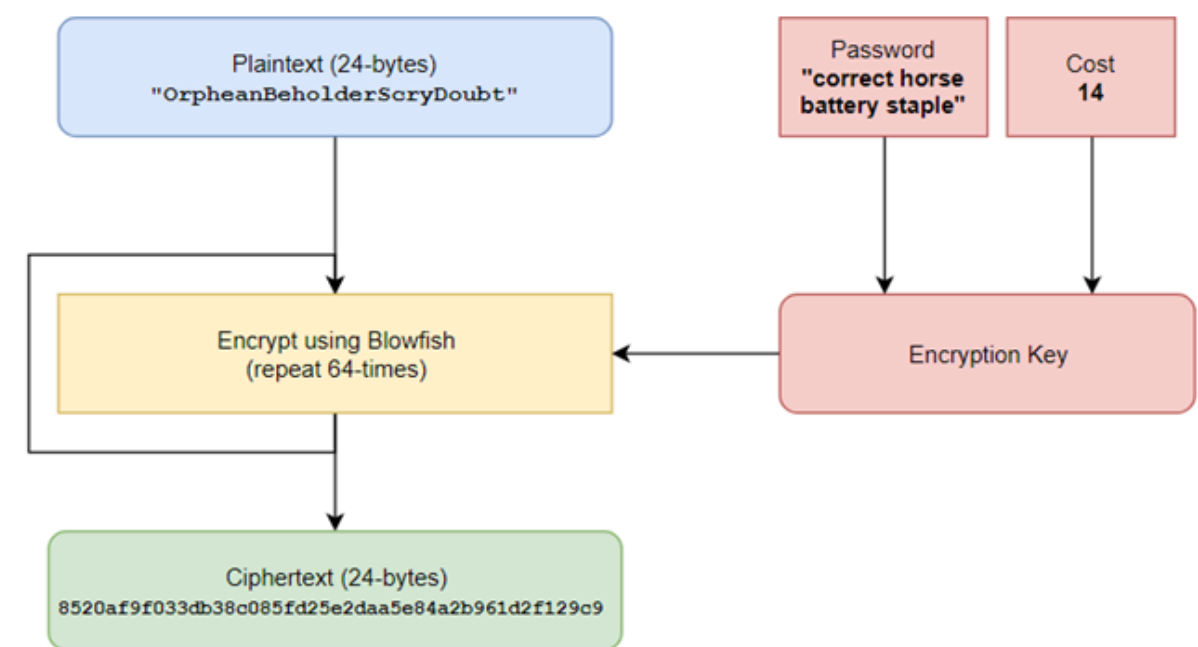 Plaintext (24-bytes)
"OrpheanBeholderScryDoubt"
Password
"correct horse
battery staple"
Cost
14
Encrypt using Blowfish
(repeat 64-times)
Encryption Key
Ciphertext (24-bytes)
8520af9f033db38c085fd25e2daa5e84a2b961d2f129c9